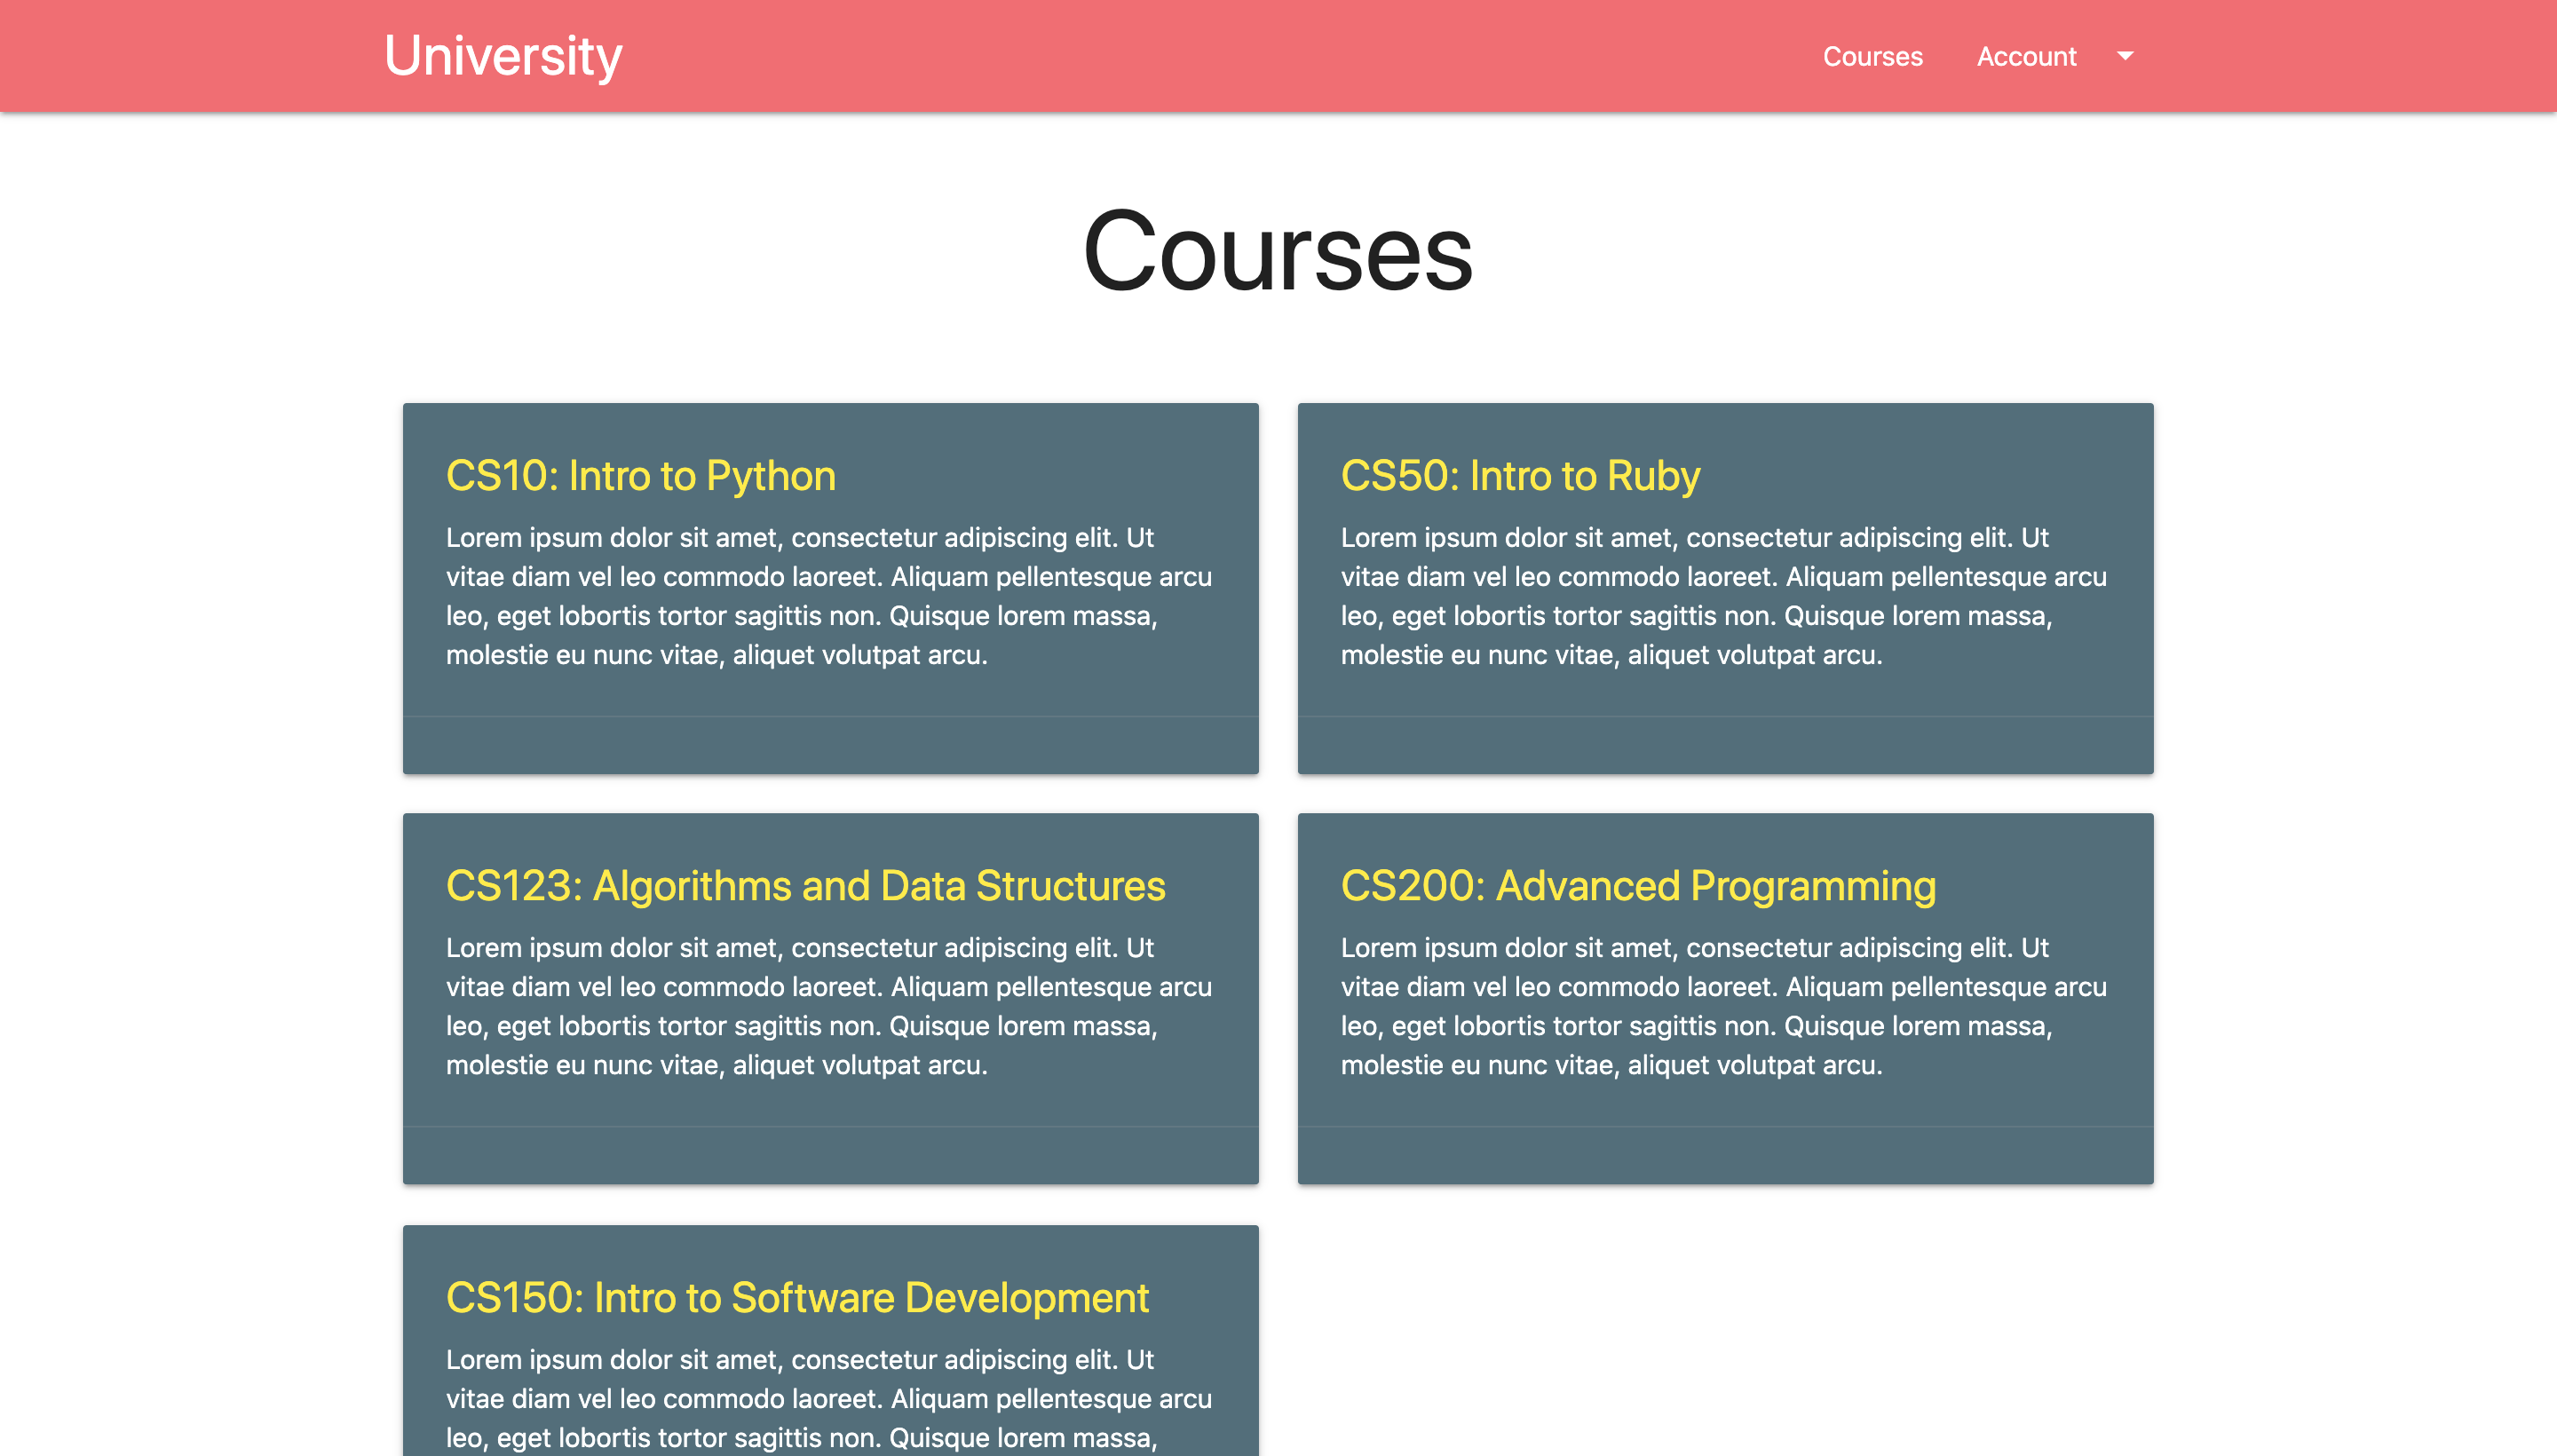 University
Courses
Account
Courses
CS10: Intro to Python
Lorem ipsum dolor sit amet, consectetur adipiscing elit. Ut
vitae diam vel leo commodo laoreet. Aliquam pellentesque arcu
leo, eget lobortis tortor sagittis non. Quisque lorem massa,
molestie eu nunc vitae, aliquet volutpat arcu.
CS50: Intro to Ruby
Lorem ipsum dolor sit amet, consectetur adipiscing elit. Ut
vitae diam vel leo commodo laoreet. Aliquam pellentesque arcu
leo, eget lobortis tortor sagittis non. Quisque lorem massa,
molestie eu nunc vitae, aliquet volutpat arcu.
CS123: Algorithms and Data Structures
Lorem ipsum dolor sit amet, consectetur adipiscing elit. Ut
vitae diam vel leo commodo laoreet. Aliquam pellentesque arcu
leo, eget lobortis tortor sagittis non. Quisque lorem massa,
molestie eu nunc vitae, aliquet volutpat arcu.
CS200: Advanced Programming
Lorem ipsum dolor sit amet, consectetur adipiscing elit. Ut
vitae diam vel leo commodo laoreet. Aliquam pellentesque arcu
leo, eget lobortis tortor sagittis non. Quisque lorem massa,
molestie eu nunc vitae, aliquet volutpat arcu.
CS150: Intro to Software Development
Lorem ipsum dolor sit amet, consectetur adipiscing elit. Ut
vitae diam vel leo commodo laoreet. Aliquam pellentesque arcu
leo, eget lobortis tortor sagittis non. Quisque lorem massa,